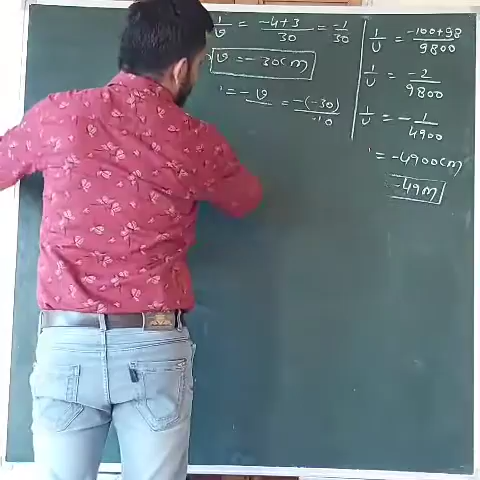 1/v = -4+3/30 = -1/30
v = -30cm
= -v = -(-30)/10
1/u = -100+98/9800
1/u = -2/9800
1/u = -1/4900
= -4900cm
-49m